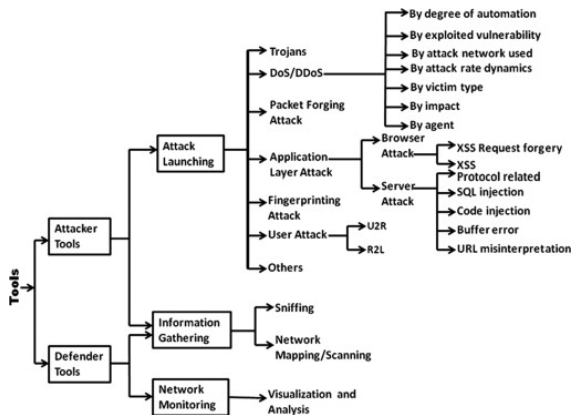 By degree of automation
By exploited vulnerability
Trojans
By attack network used
DoS/DDoS
By attack rate dynamics
By victim type
Packet Forging
Attack
By impact
By agent
Attack
Launching
Browser
Attack
XSS Request forgery
Application
Layer Attack
XSS
Protocol related
Server
Attack
SQL injection
Fingerprinting
Attack
Code injection
Attacker
Tools
User Attack
U2R
Buffer error
R2L
URL misinterpretation
Others
Tools
Sniffing
Information
Gathering
Network
Mapping/Scanning
Defender
Tools
Network
Monitoring
Visualization and
Analysis